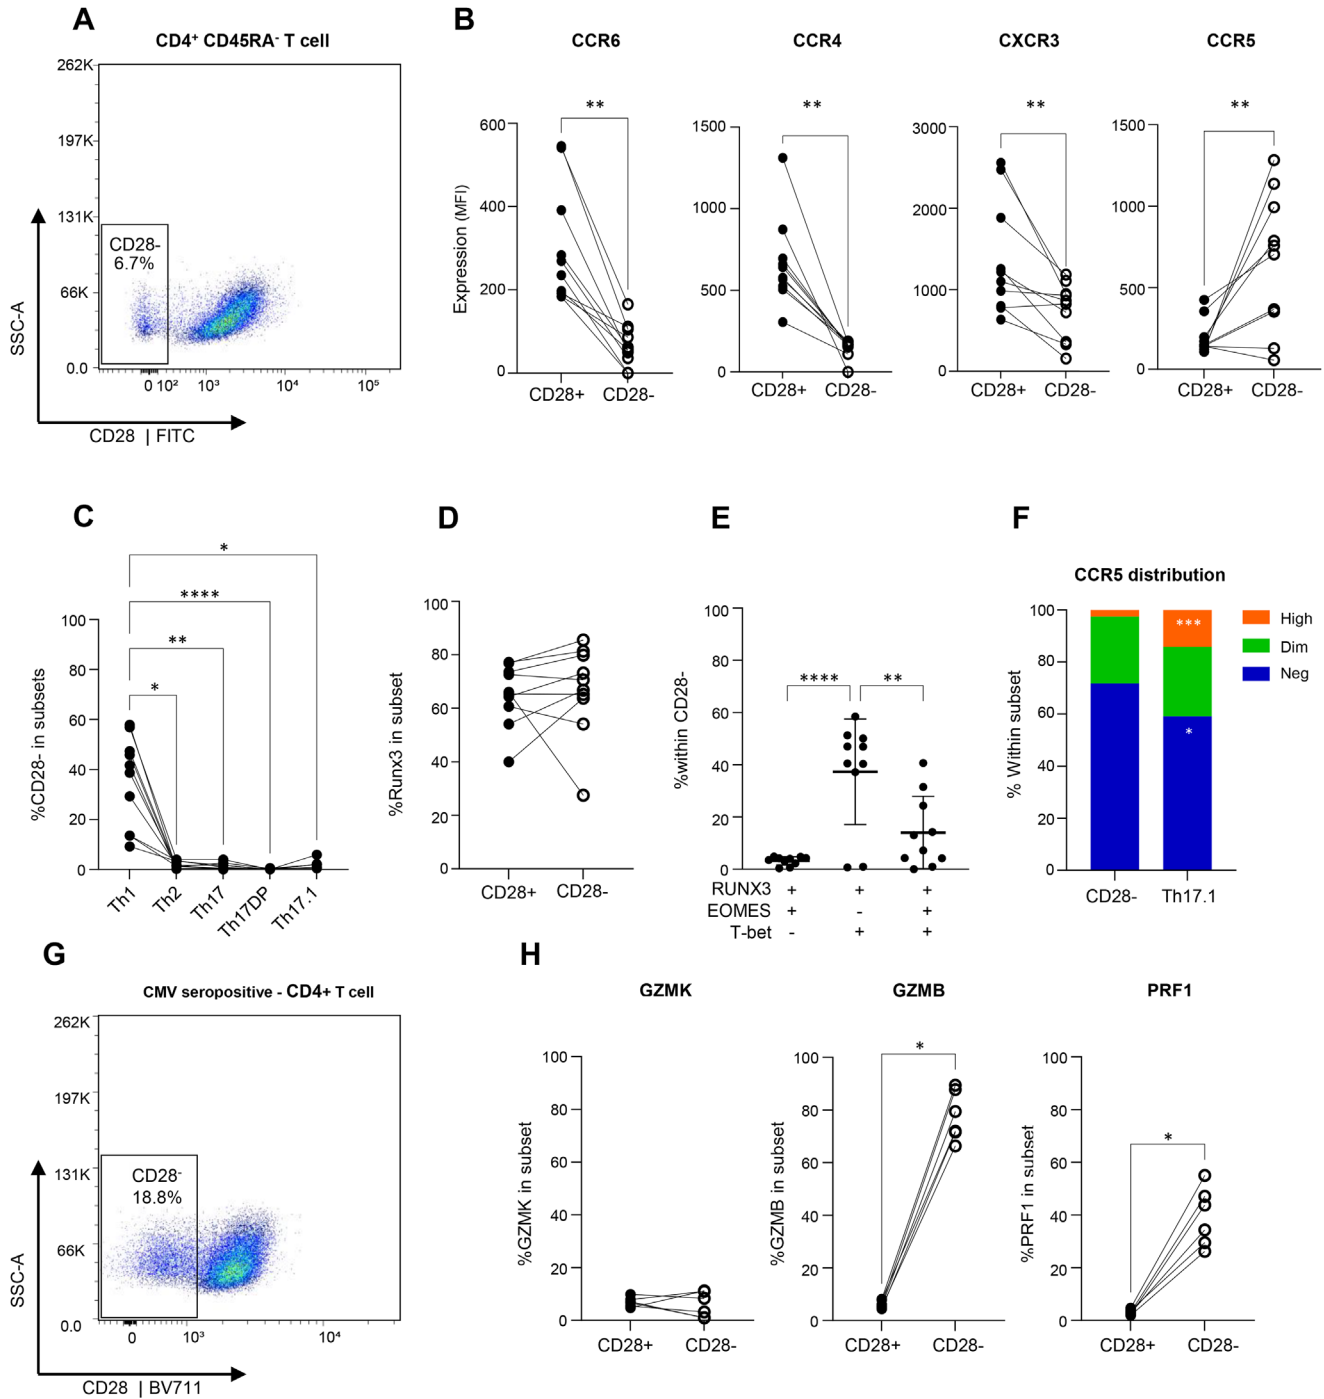 A
CD4⁺ CD45RA⁻ T cell
262K
197K
131K
66K
0.0
CD28-
6.7%
0 10² 10³ 10⁴ 10⁵
SSC-A
CD28 | FITC
B
CCR6
**
600
400
200
0
Expression (MFI)
CD28+ CD28-
CCR4
**
1500
1000
500
0
CD28+ CD28-
CXCR3
**
3000
2000
1000
0
CD28+ CD28-
CCR5
**
1500
1000
500
0
CD28+ CD28-
C
*
****
**
*
100
80
60
40
20
0
%CD28- in subsets
Th1 Th2 Th17 Th17DP Th17.1
D
100
80
60
40
20
0
%Runx3 in subset
CD28+ CD28-
E
100
80
60
40
20
0
%within CD28-
**** **
RUNX3 + + +
EOMES + - +
T-bet - + +
F
CCR5 distribution
100
80
60
40
20
0
% Within subset
***
*
CD28- Th17.1
High
Dim
Neg
G
CMV seropositive - CD4+ T cell
262K
197K
131K
66K
0.0
CD28⁻
18.8%
0 10³ 10⁴
SSC-A
CD28 | BV711
H
GZMK
100
80
60
40
20
0
%GZMK in subset
CD28+ CD28-
GZMB
*
100
80
60
40
20
0
%GZMB in subset
CD28+ CD28-
PRF1
*
100
80
60
40
20
0
%PRF1 in subset
CD28+ CD28-